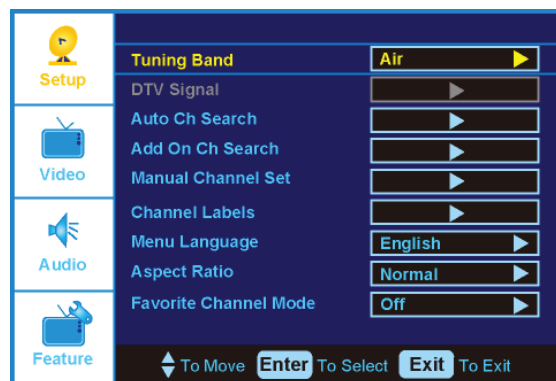 Setup
Video
Audio
Feature
Tuning Band Air
DTV Signal
Auto Ch Search
Add On Ch Search
Manual Channel Set
Channel Labels
Menu Language English
Aspect Ratio Normal
Favorite Channel Mode Off
To Move Enter To Select Exit To Exit